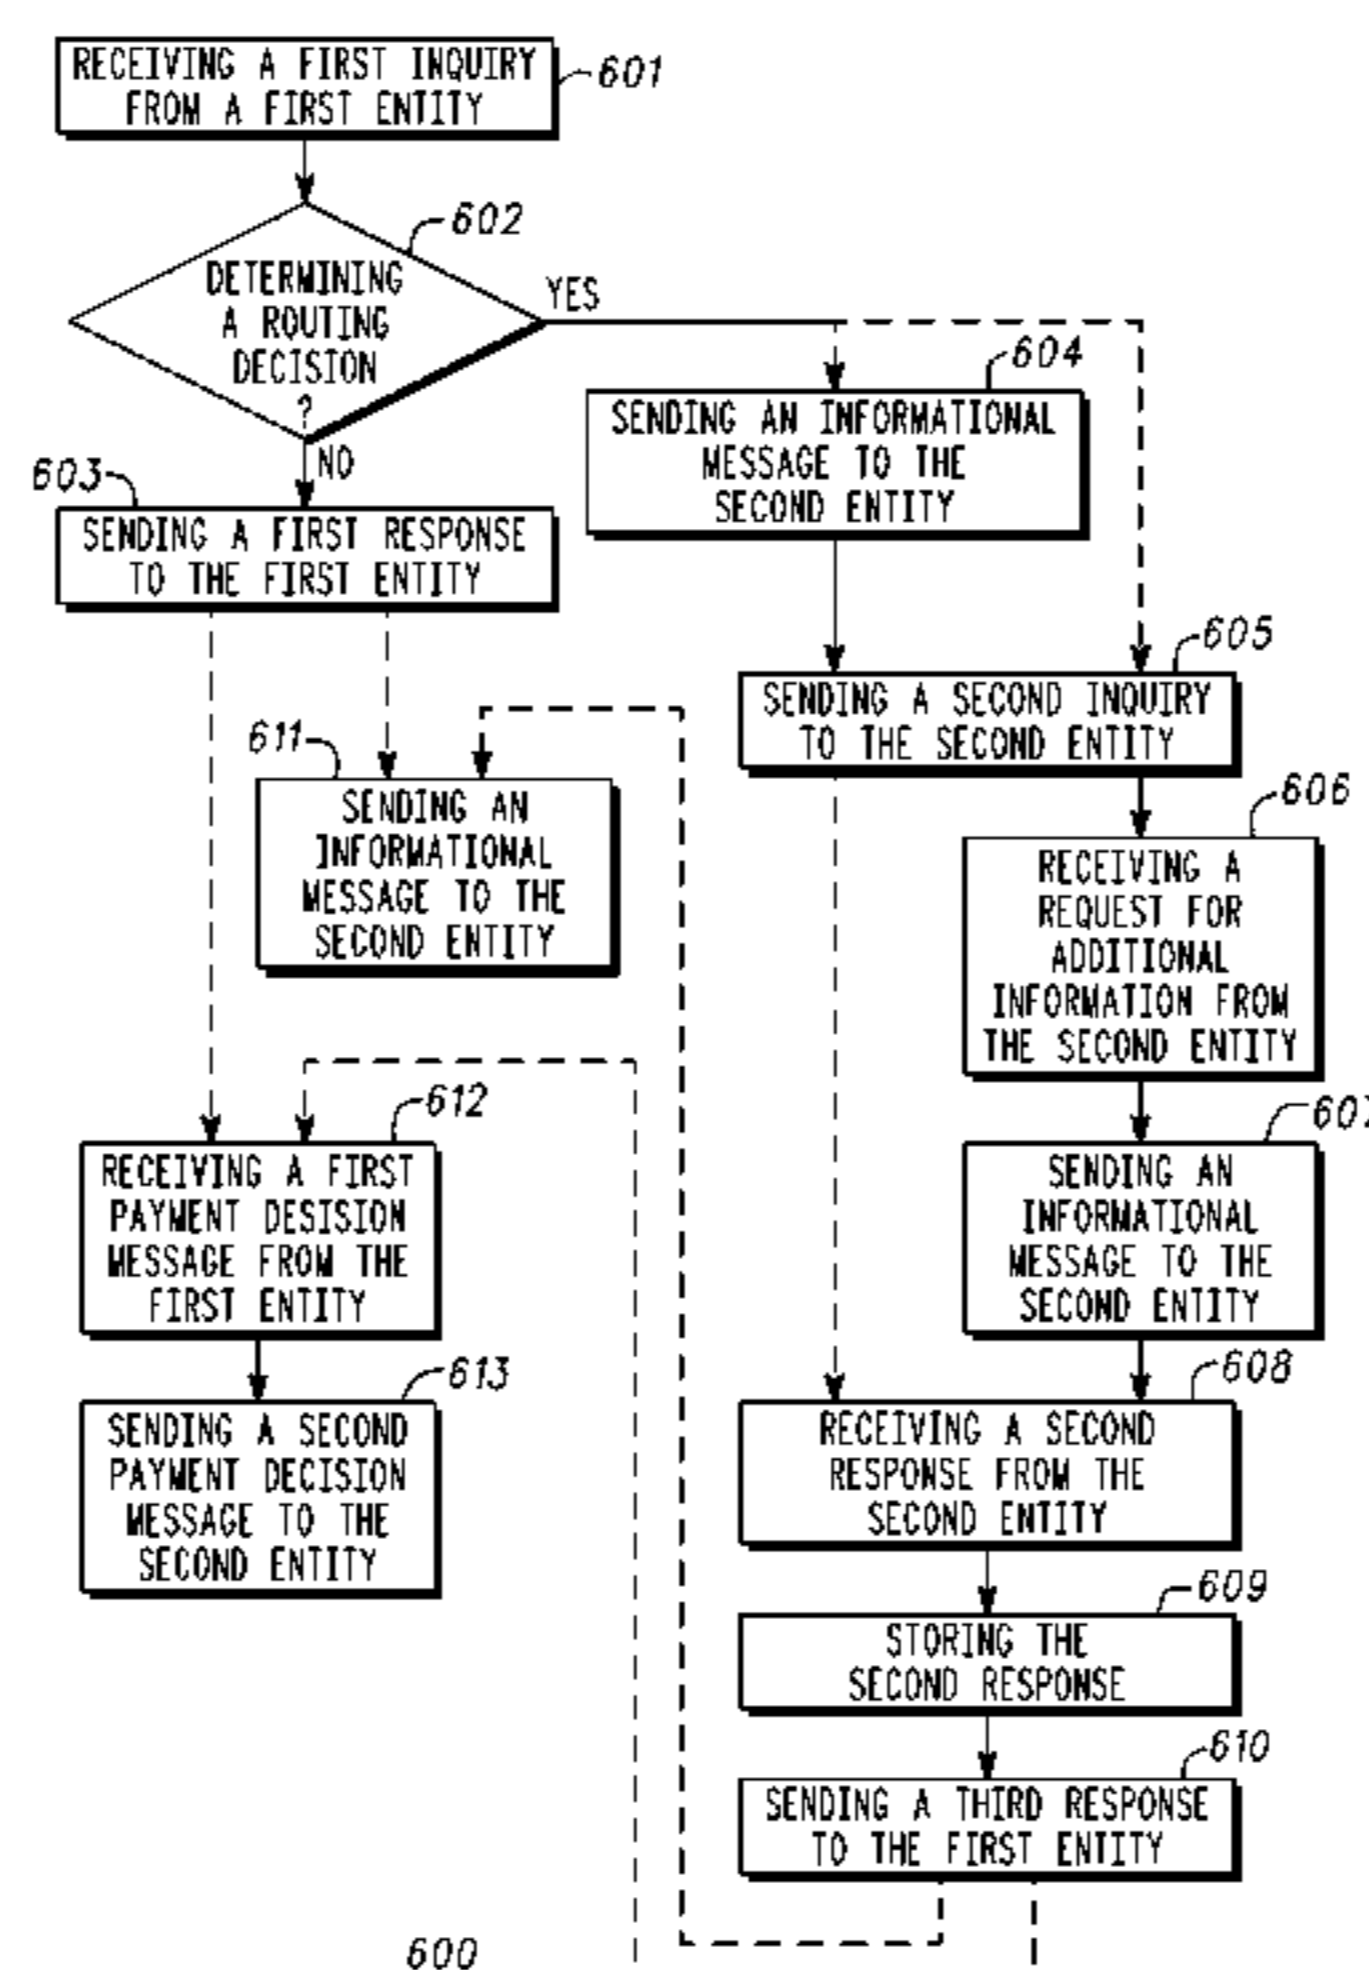 RECEIVING A FIRST INQUIRY
FROM A FIRST ENTITY
601
602
DETERMINING
A ROUTING
DECISION
?
YES
NO
603
SENDING A FIRST RESPONSE
TO THE FIRST ENTITY
604
SENDING AN INFORMATIONAL
MESSAGE TO THE
SECOND ENTITY
605
SENDING A SECOND INQUIRY
TO THE SECOND ENTITY
611
SENDING AN
INFORMATIONAL
MESSAGE TO THE
SECOND ENTITY
606
RECEIVING A
REQUEST FOR
ADDITIONAL
INFORMATION FROM
THE SECOND ENTITY
612
RECEIVING A FIRST
PAYMENT DESISION
MESSAGE FROM THE
FIRST ENTITY
607
SENDING AN
INFORMATIONAL
MESSAGE TO THE
SECOND ENTITY
613
SENDING A SECOND
PAYMENT DECISION
MESSAGE TO THE
SECOND ENTITY
608
RECEIVING A SECOND
RESPONSE FROM THE
SECOND ENTITY
609
STORING THE
SECOND RESPONSE
610
SENDING A THIRD RESPONSE
TO THE FIRST ENTITY
600